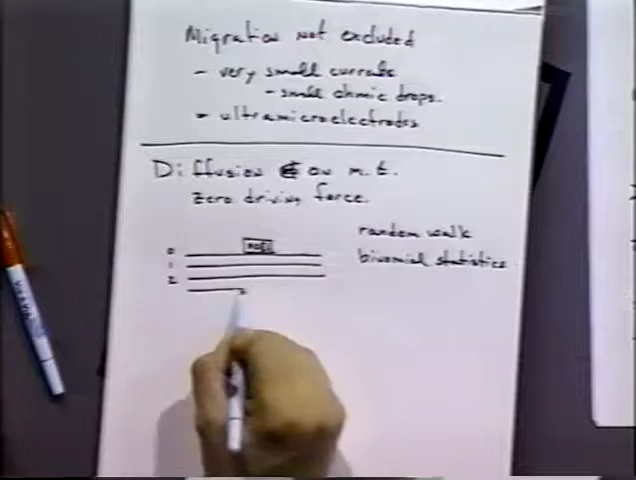 Migration not excluded
- very small currents
- small ohmic drops.
- ultramicroelectrodes
Diffusion on m.t.
zero driving force.
random walk
binomial statistics
0
1
2